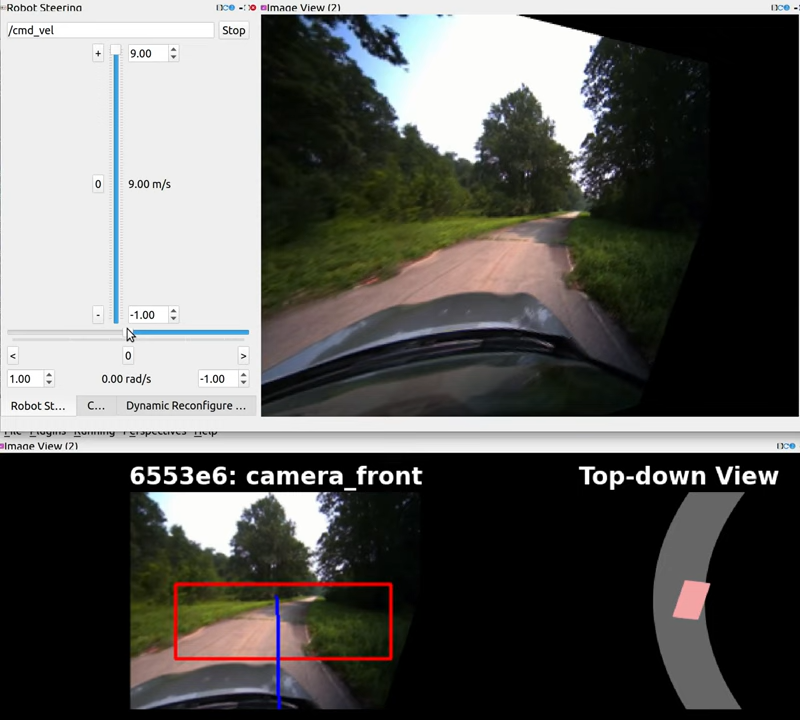 Robot Steering
/cmd_vel
Stop
+
9.00
0
9.00 m/s
-
-1.00
<
0
>
1.00
0.00 rad/s
-1.00
Robot St...
C...
Dynamic Reconfigure ...
Image View (2)
File Plugins Running Perspectives Help
Image View (2)
6553e6: camera_front
Top-down View